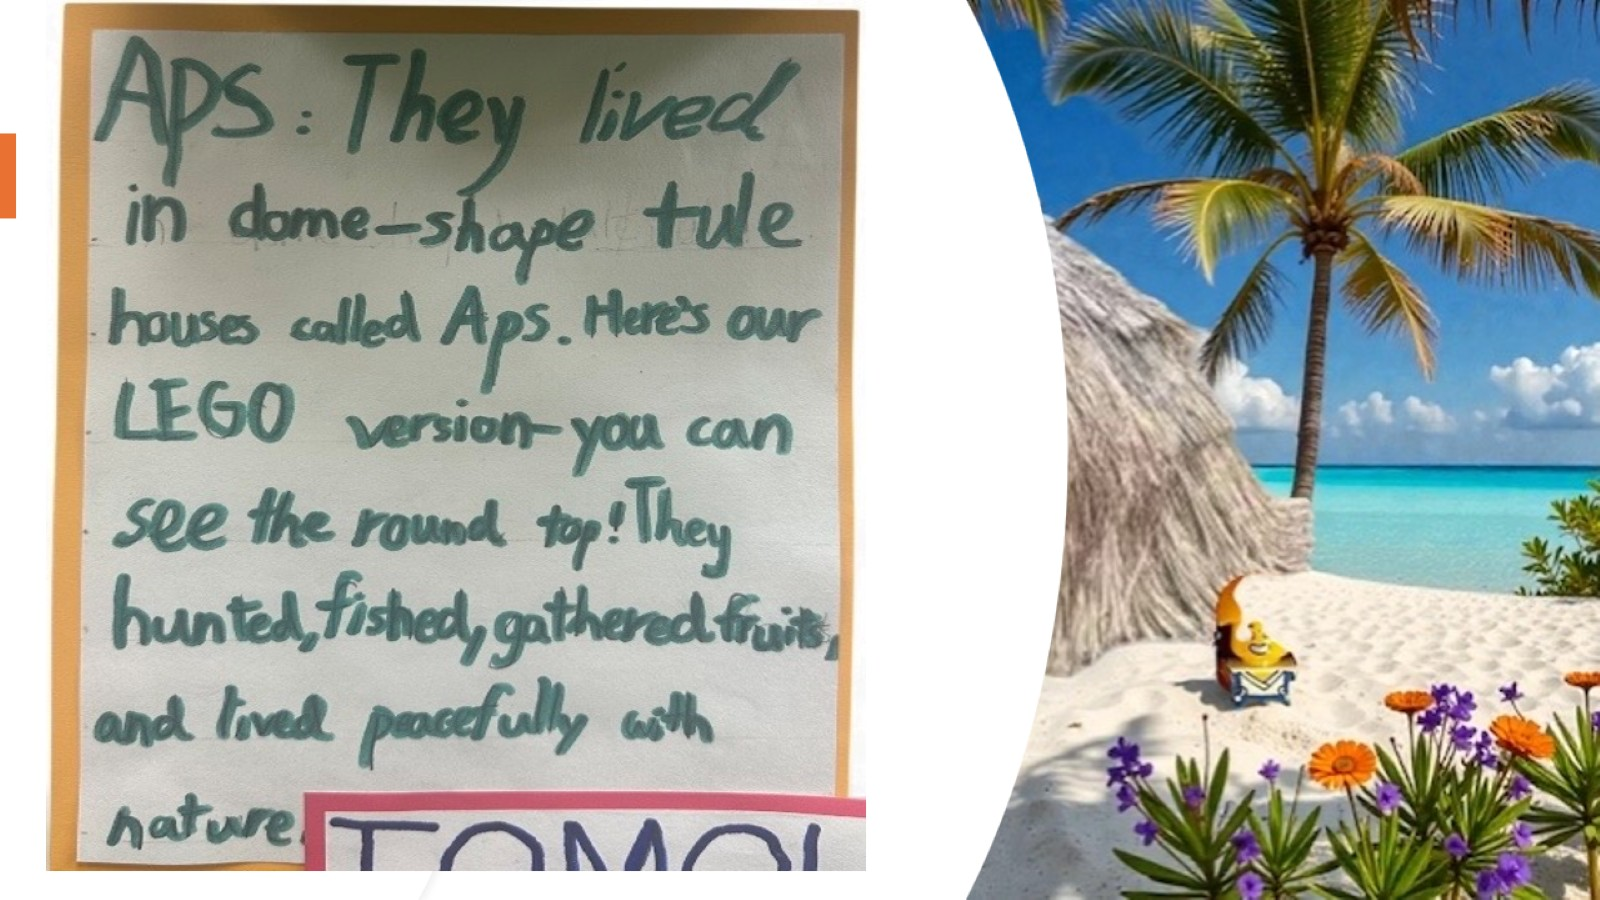 Aps: They lived
in dome-shape tule
houses called Aps. Here's our
LEGO version-you can
see the round top! They
hunted, fished, gathered fruits,
and lived peacefully with
nature.
TOMOL